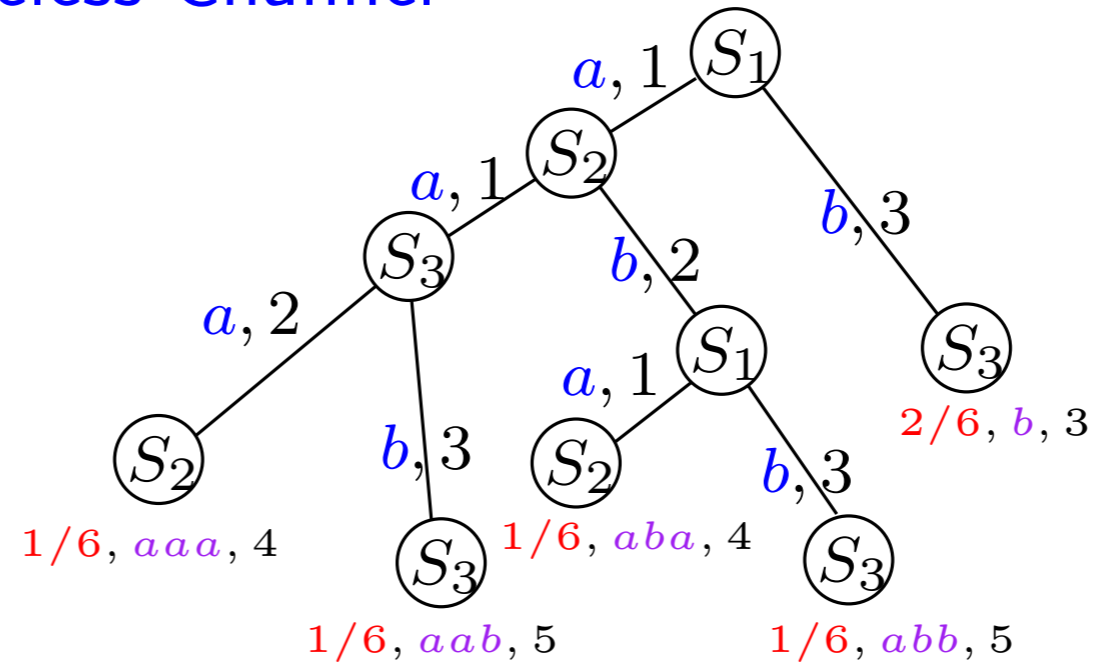 Channel
S₁
a, 1
S₂
a, 1
b, 3
S₃
b, 2
a, 2
S₁
S₃
a, 1
2/6, b, 3
S₂
b, 3
S₂
b, 3
1/6, aaa, 4
S₃
1/6, aba, 4
S₃
1/6, aab, 5
1/6, abb, 5